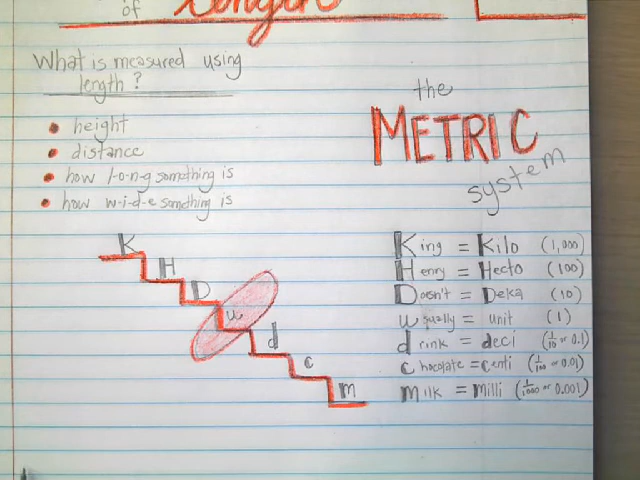 of Length
What is measured using
length?
• height
• distance
• how l-o-n-g something is
• how w-i-d-e something is
the
METRIC
system
K
H
D
u
d
c
m
King = Kilo (1,000)
Henry = Hecto (100)
Doesn't = Deka (10)
usually = unit (1)
drink = deci (1/10 or 0.1)
chocolate = centi (1/100 or 0.01)
milk = milli (1/1000 or 0.001)